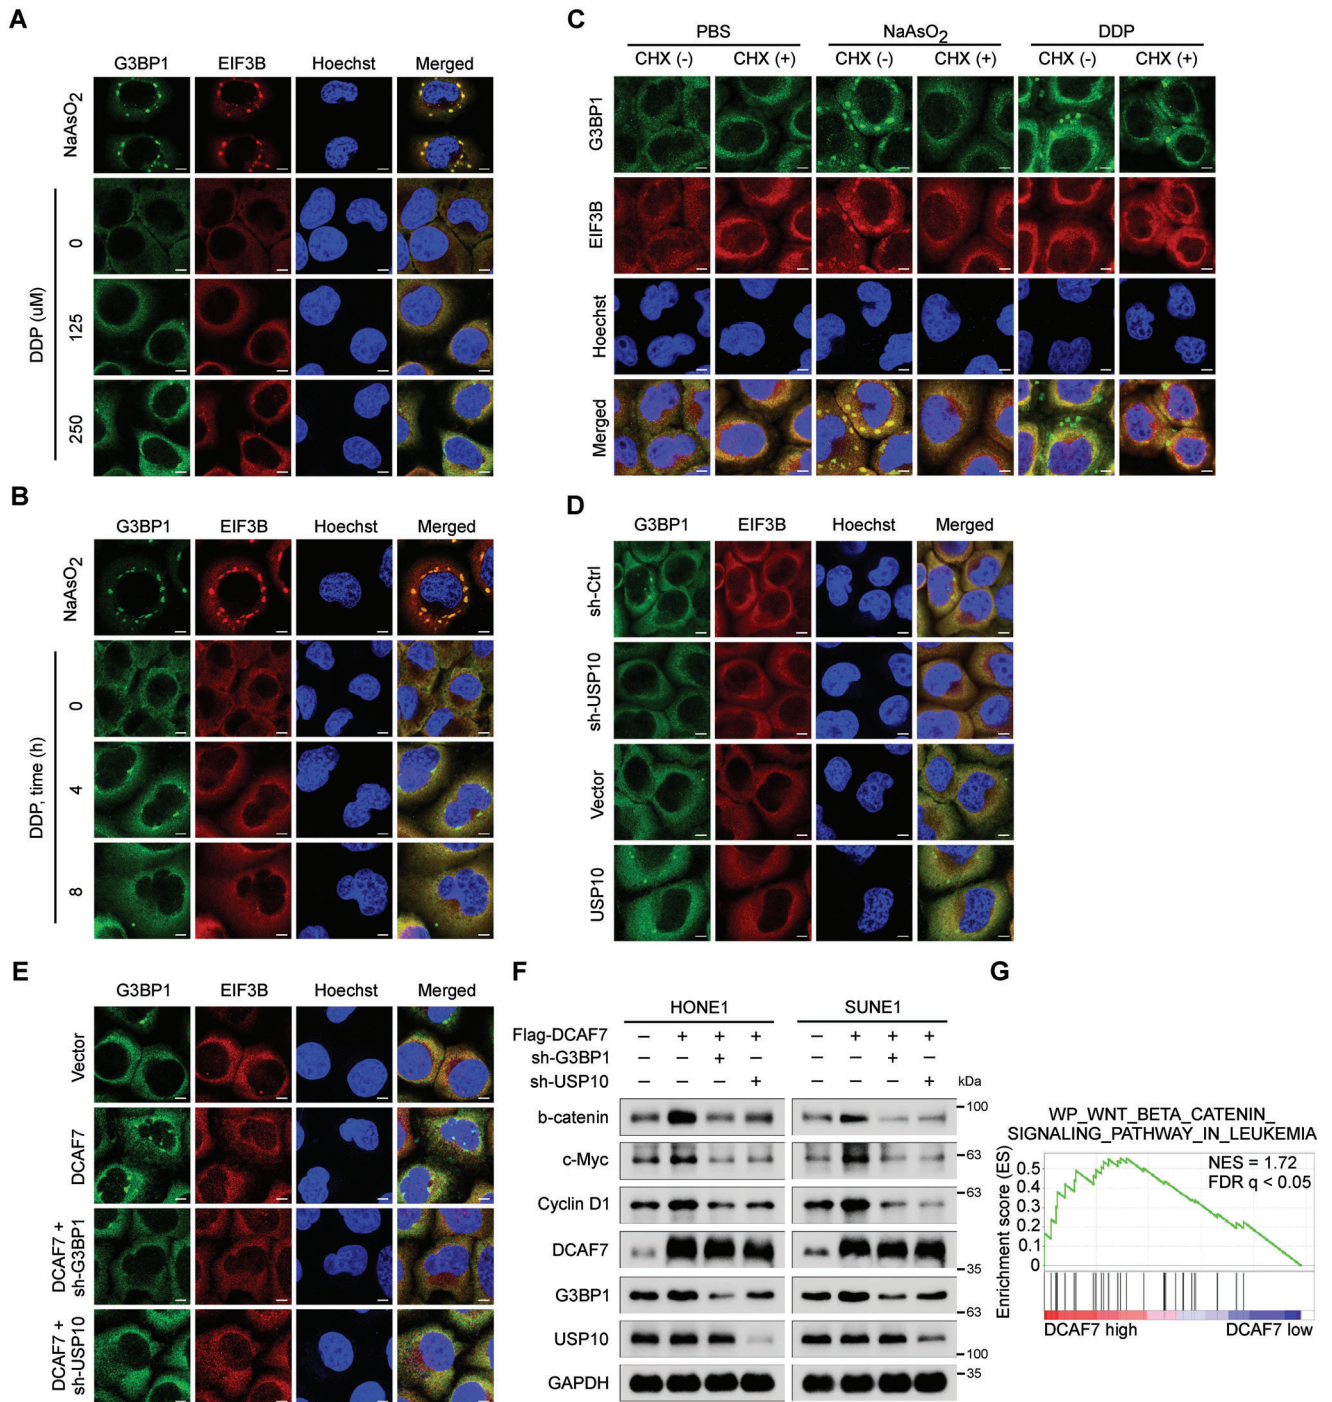 A
G3BP1 EIF3B Hoechst Merged
NaAsO2
DDP (uM)
0
125
250
B
G3BP1 EIF3B Hoechst Merged
NaAsO2
DDP, time (h)
0
4
8
C
PBS NaAsO2 DDP
CHX (-) CHX (+) CHX (-) CHX (+) CHX (-) CHX (+)
G3BP1
EIF3B
Hoechst
Merged
D
G3BP1 EIF3B Hoechst Merged
sh-Ctrl
sh-USP10
Vector
USP10
E
G3BP1 EIF3B Hoechst Merged
Vector
DCAF7
DCAF7 +
sh-G3BP1
DCAF7 +
sh-USP10
F
HONE1 SUNE1
Flag-DCAF7 – + + + – + + +
sh-G3BP1 – – + – – – + –
sh-USP10 – – – + – – – +
kDa
b-catenin 100
c-Myc 63
Cyclin D1 63
DCAF7 35
G3BP1 63
USP10 100
GAPDH 35
G
WP_WNT_BETA_CATENIN_
SIGNALING_PATHWAY_IN_LEUKEMIA
NES = 1.72
FDR q < 0.05
Enrichment score (ES)
0.5
0.4
0.3
0.2
0.1
0
DCAF7 high DCAF7 low